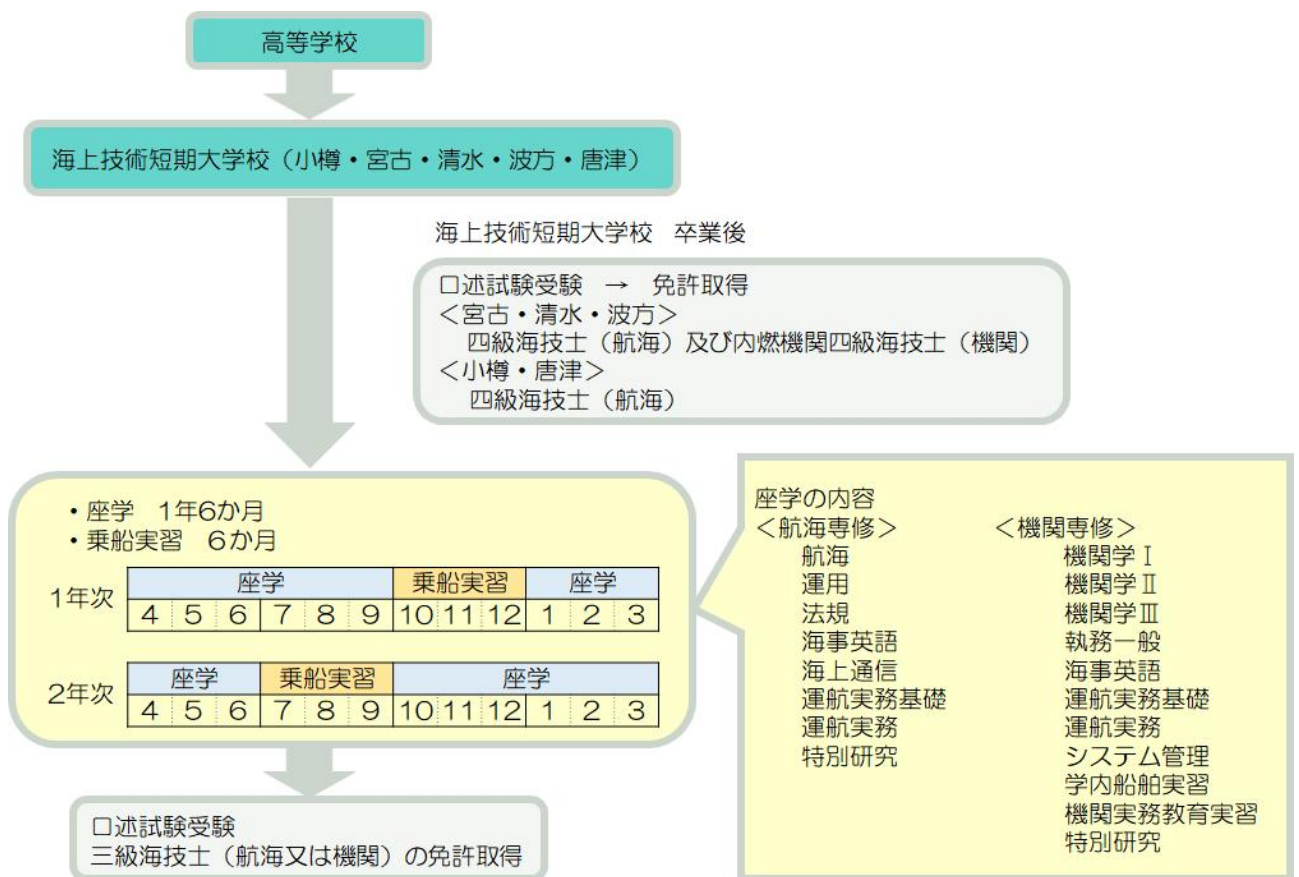 高等学校
海上技術短期大学校（小樽・宮古・清水・波方・唐津）
海上技術短期大学校　卒業後
口述試験受験　→　免許取得
＜宮古・清水・波方＞
四級海技士（航海）及び内燃機関四級海技士（機関）
＜小樽・唐津＞
四級海技士（航海）
・座学　1年6か月
・乗船実習　6か月
1年次
座学　乗船実習　座学
4 5 6 7 8 9 10 11 12 1 2 3
2年次
座学　乗船実習　座学
4 5 6 7 8 9 10 11 12 1 2 3
座学の内容
＜航海専修＞
航海
運用
法規
海事英語
海上通信
運航実務基礎
運航実務
特別研究
＜機関専修＞
機関学Ⅰ
機関学Ⅱ
機関学Ⅲ
執務一般
海事英語
運航実務基礎
運航実務
システム管理
学内船舶実習
機関実務教育実習
特別研究
口述試験受験
三級海技士（航海又は機関）の免許取得